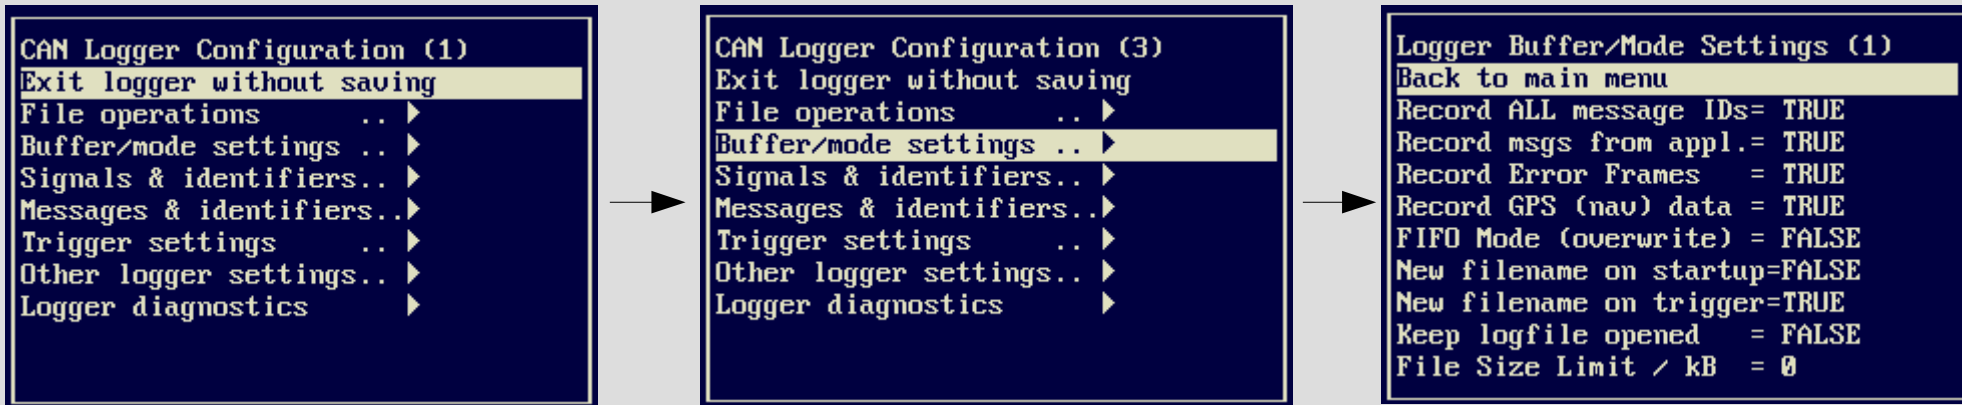 CAN Logger Configuration (1)
Exit logger without saving
File operations .. ▶
Buffer/mode settings .. ▶
Signals & identifiers.. ▶
Messages & identifiers..▶
Trigger settings .. ▶
Other logger settings.. ▶
Logger diagnostics ▶
CAN Logger Configuration (3)
Exit logger without saving
File operations .. ▶
Buffer/mode settings .. ▶
Signals & identifiers.. ▶
Messages & identifiers..▶
Trigger settings .. ▶
Other logger settings.. ▶
Logger diagnostics ▶
Logger Buffer/Mode Settings (1)
Back to main menu
Record ALL message IDs= TRUE
Record msgs from appl.= TRUE
Record Error Frames = TRUE
Record GPS (nav) data = TRUE
FIFO Mode (overwrite) = FALSE
New filename on startup=FALSE
New filename on trigger=TRUE
Keep logfile opened = FALSE
File Size Limit / kB = 0